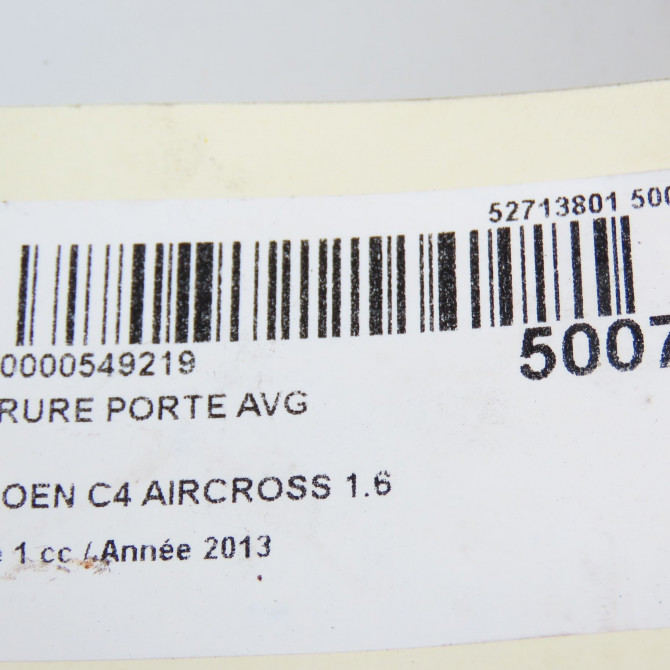 52713801 500
0000549219
5007
RURE PORTE AVG
OEN C4 AIRCROSS 1.6
e 1 cc / Année 2013